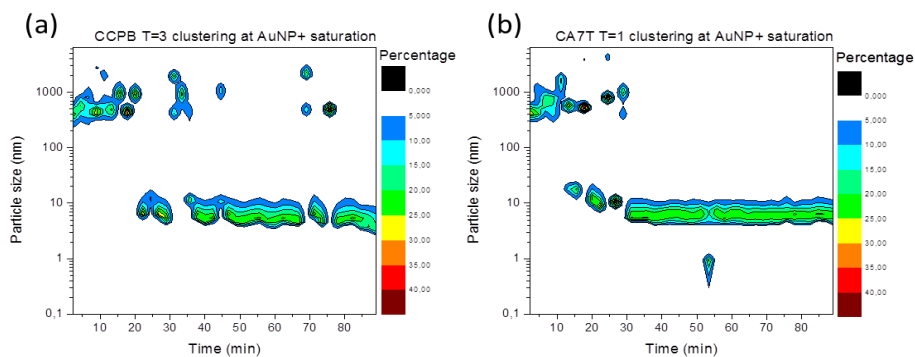 (a)
CCPB T=3 clustering at AuNP+ saturation
Percentage
0,000
5,000
10,00
15,00
20,00
25,00
30,00
35,00
40,00
1000
100
10
1
0,1
Particle size (nm)
10 20 30 40 50 60 70 80
Time (min)
(b)
CA7T T=1 clustering at AuNP+ saturation
Percentage
0,000
5,000
10,00
15,00
20,00
25,00
30,00
35,00
40,00
1000
100
10
1
0,1
Particle size (nm)
10 20 30 40 50 60 70 80
Time (min)